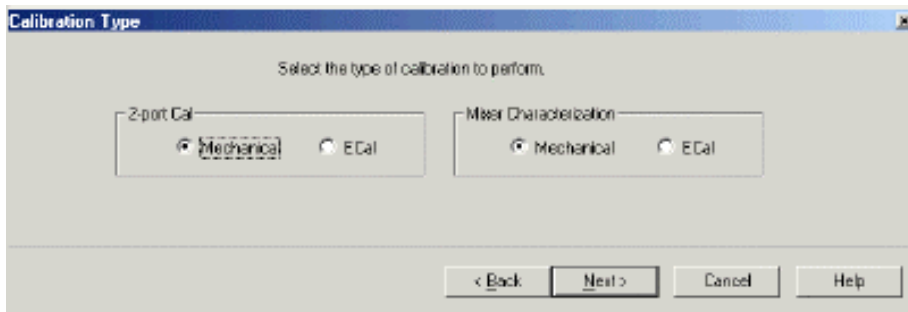 Calibration Type
Select the type of calibration to perform.
2-port Cal
Mechanical
ECal
Mixer Characterization
Mechanical
ECal
< Back
Next >
Cancel
Help